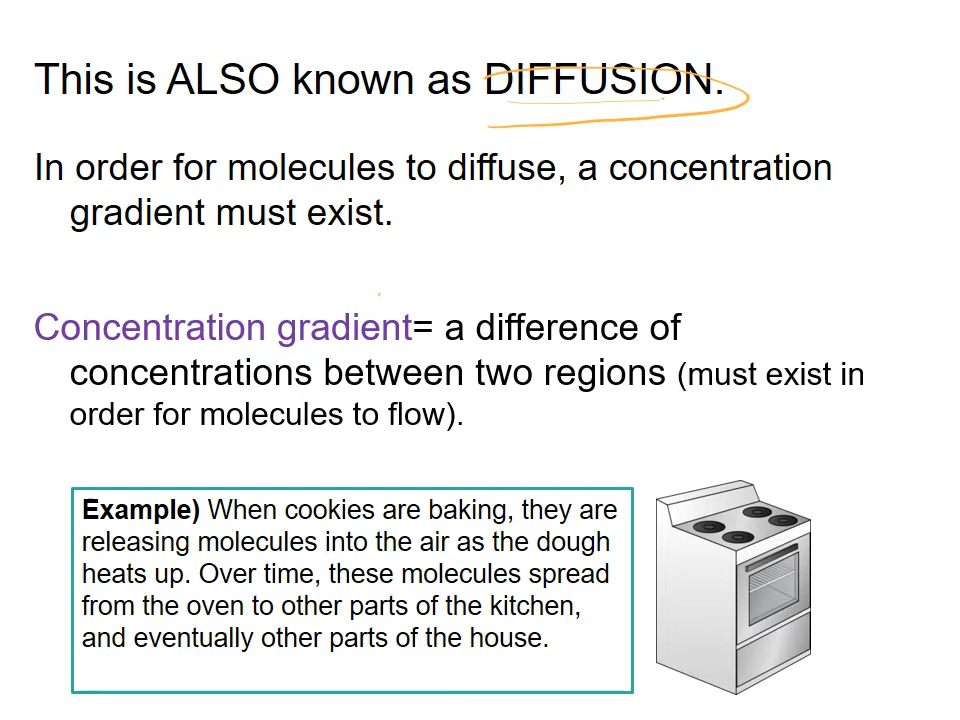 This is ALSO known as DIFFUSION.
In order for molecules to diffuse, a concentration
gradient must exist.
Concentration gradient= a difference of
concentrations between two regions (must exist in
order for molecules to flow).
Example) When cookies are baking, they are
releasing molecules into the air as the dough
heats up. Over time, these molecules spread
from the oven to other parts of the kitchen,
and eventually other parts of the house.